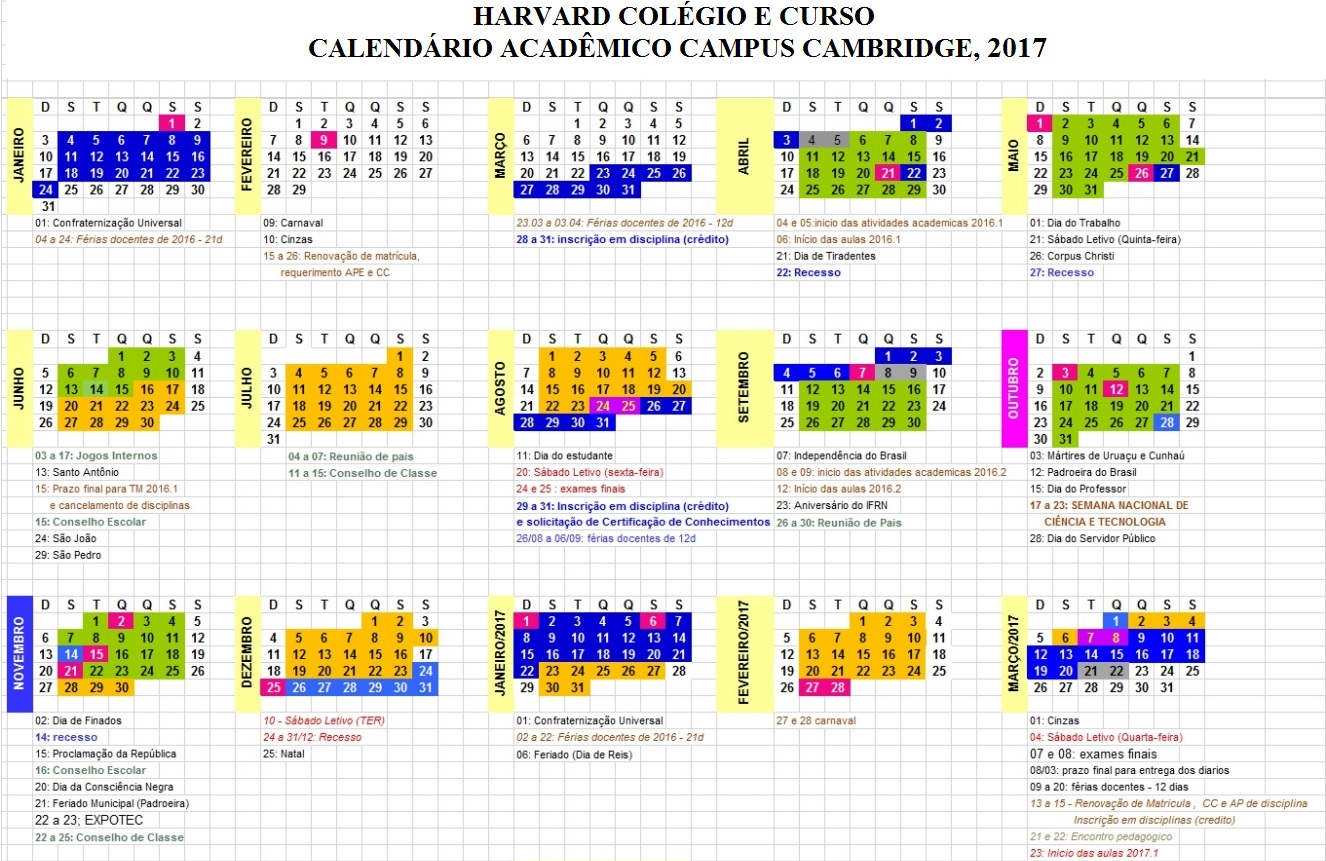 HARVARD COLÉGIO E CURSO
CALENDÁRIO ACADÊMICO CAMPUS CAMBRIDGE, 2017
JANEIRO
D S T Q Q S S
1 2
3 4 5 6 7 8 9
10 11 12 13 14 15 16
17 18 19 20 21 22 23
24 25 26 27 28 29 30
31
01: Confraternização Universal
04 a 24: Férias docentes de 2016 - 21d
FEVEREIRO
D S T Q Q S S
1 2 3 4 5 6
7 8 9 10 11 12 13
14 15 16 17 18 19 20
21 22 23 24 25 26 27
28 29
09: Carnaval
10: Cinzas
15 a 26: Renovação de matrícula,
requerimento APE e CC
MARÇO
D S T Q Q S S
1 2 3 4 5
6 7 8 9 10 11 12
13 14 15 16 17 18 19
20 21 22 23 24 25 26
27 28 29 30 31
23.03 a 03.04: Férias docentes de 2016 - 12d
28 a 31: inscrição em disciplina (crédito)
ABRIL
D S T Q Q S S
1 2
3 4 5 6 7 8 9
10 11 12 13 14 15 16
17 18 19 20 21 22 23
24 25 26 27 28 29 30
04 e 05:inicio das atividades academicas 2016.1
06: Início das aulas 2016.1
21: Dia de Tiradentes
22: Recesso
MAIO
D S T Q Q S S
1 2 3 4 5 6 7
8 9 10 11 12 13 14
15 16 17 18 19 20 21
22 23 24 25 26 27 28
29 30 31
01: Dia do Trabalho
21: Sábado Letivo (Quinta-feira)
26: Corpus Christi
27: Recesso
JUNHO
D S T Q Q S S
1 2 3 4
5 6 7 8 9 10 11
12 13 14 15 16 17 18
19 20 21 22 23 24 25
26 27 28 29 30
03 a 17: Jogos Internos
13: Santo Antônio
15: Prazo final para TM 2016.1
e cancelamento de disciplinas
15: Conselho Escolar
24: São João
29: São Pedro
JULHO
D S T Q Q S S
1 2
3 4 5 6 7 8 9
10 11 12 13 14 15 16
17 18 19 20 21 22 23
24 25 26 27 28 29 30
31
04 a 07: Reunião de pais
11 a 15: Conselho de Classe
AGOSTO
D S T Q Q S S
1 2 3 4 5 6
7 8 9 10 11 12 13
14 15 16 17 18 19 20
21 22 23 24 25 26 27
28 29 30 31
11: Dia do estudante
20: Sábado Letivo (sexta-feira)
24 e 25 : exames finais
29 a 31: Inscrição em disciplina (crédito)
e solicitação de Certificação de Conhecimentos
26/08 a 06/09: férias docentes de 12d
SETEMBRO
D S T Q Q S S
1 2 3
4 5 6 7 8 9 10
11 12 13 14 15 16 17
18 19 20 21 22 23 24
25 26 27 28 29 30
07: Independência do Brasil
08 e 09: inicio das atividades academicas 2016.2
12: Início das aulas 2016.2
23: Aniversário do IFRN
26 a 30: Reunião de Pais
OUTUBRO
D S T Q Q S S
1
2 3 4 5 6 7 8
9 10 11 12 13 14 15
16 17 18 19 20 21 22
23 24 25 26 27 28 29
30 31
03: Mártires de Uruaçu e Cunhaú
12: Padroeira do Brasil
15: Dia do Professor
17 a 23: SEMANA NACIONAL DE
CIÊNCIA E TECNOLOGIA
28: Dia do Servidor Público
NOVEMBRO
D S T Q Q S S
1 2 3 4 5
6 7 8 9 10 11 12
13 14 15 16 17 18 19
20 21 22 23 24 25 26
27 28 29 30
02: Dia de Finados
14: recesso
15: Proclamação da República
16: Conselho Escolar
20: Dia da Consciência Negra
21: Feriado Municipal (Padroeira)
22 a 23; EXPOTEC
22 a 25: Conselho de Classe
DEZEMBRO
D S T Q Q S S
1 2 3
4 5 6 7 8 9 10
11 12 13 14 15 16 17
18 19 20 21 22 23 24
25 26 27 28 29 30 31
10 - Sábado Letivo (TER)
24 a 31/12: Recesso
25: Natal
JANEIRO/2017
D S T Q Q S S
1 2 3 4 5 6 7
8 9 10 11 12 13 14
15 16 17 18 19 20 21
22 23 24 25 26 27 28
29 30 31
01: Confraternização Universal
02 a 22: Férias docentes de 2016 - 21d
06: Feriado (Dia de Reis)
FEVEREIRO/2017
D S T Q Q S S
1 2 3 4
5 6 7 8 9 10 11
12 13 14 15 16 17 18
19 20 21 22 23 24 25
26 27 28
27 e 28 carnaval
MARÇO/2017
D S T Q Q S S
1 2 3 4
5 6 7 8 9 10 11
12 13 14 15 16 17 18
19 20 21 22 23 24 25
26 27 28 29 30 31
01: Cinzas
04: Sábado Letivo (Quarta-feira)
07 e 08: exames finais
08/03: prazo final para entrega dos diarios
09 a 20: férias docentes - 12 dias
13 a 15 - Renovação de Matricula , CC e AP de disciplina
Inscrição em disciplinas (credito)
21 e 22: Encontro pedagogico
23: Inicio das aulas 2017.1